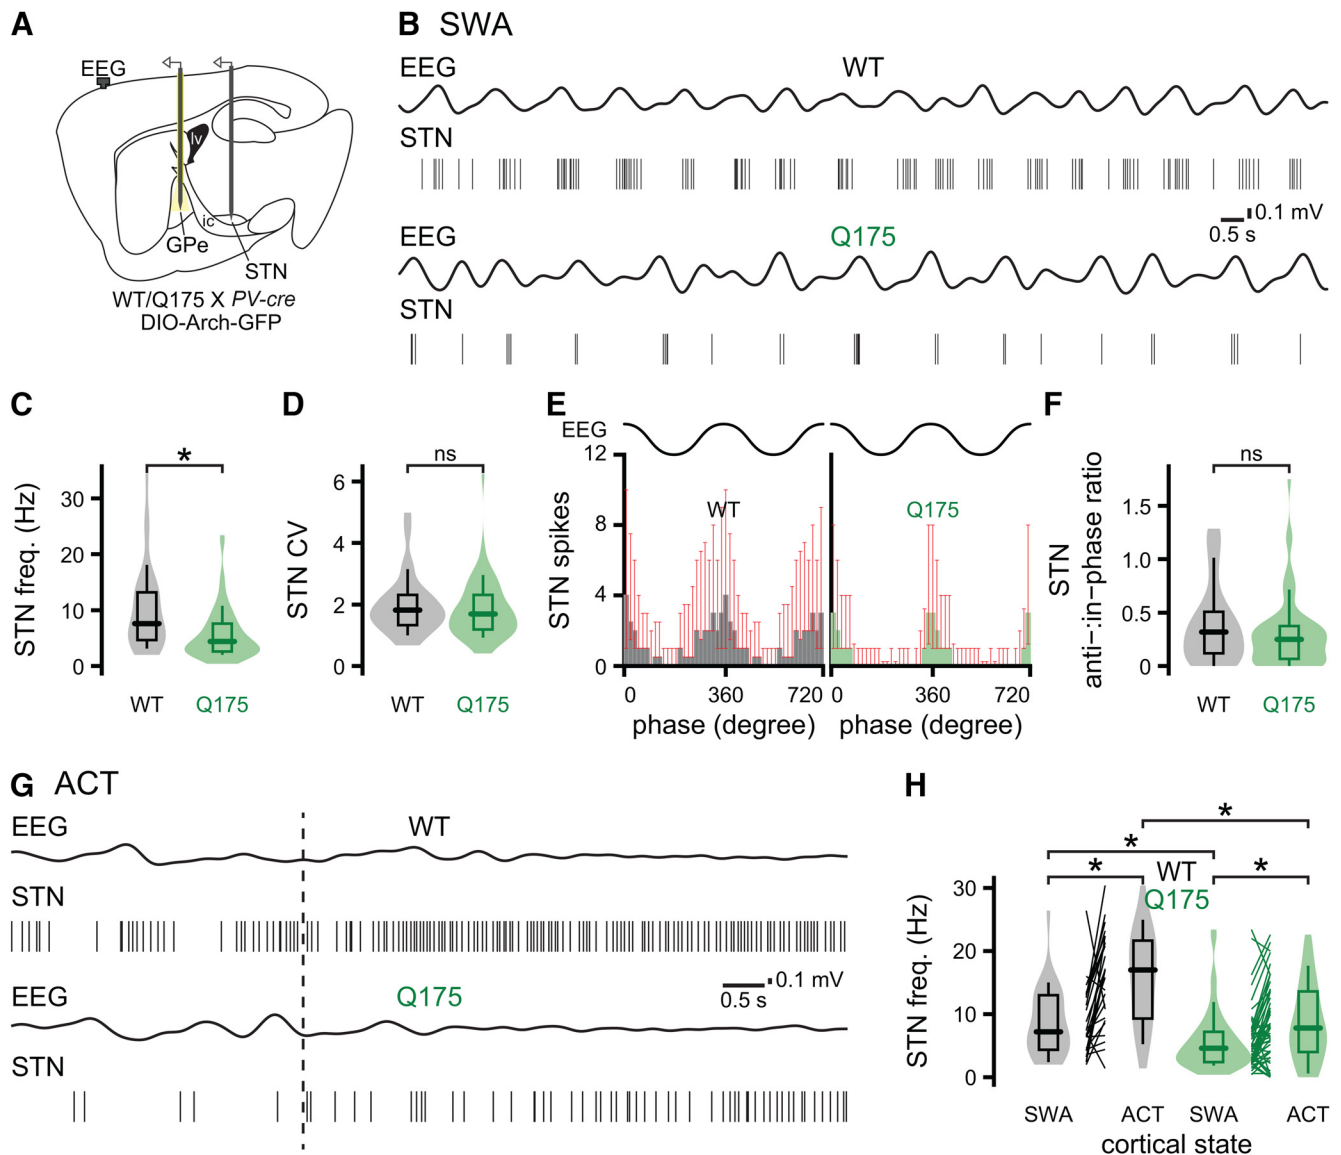 A
EEG
lv
ic
GPe
STN
WT/Q175 X PV-cre
DIO-Arch-GFP
B SWA
EEG
WT
STN
0.1 mV
0.5 s
EEG
Q175
STN
C
STN freq. (Hz)
30
20
10
0
*
WT
Q175
D
STN CV
6
4
2
0
ns
WT
Q175
E
EEG
STN spikes
12
8
4
0
WT
Q175
0
360
720
0
360
720
phase (degree)
phase (degree)
F
STN
anti-:in-phase ratio
1.5
1.0
0.5
0
ns
WT
Q175
G ACT
EEG
WT
STN
EEG
Q175
0.1 mV
0.5 s
STN
H
STN freq. (Hz)
30
20
10
0
*
*
*
*
WT
Q175
SWA
ACT
SWA
ACT
cortical state